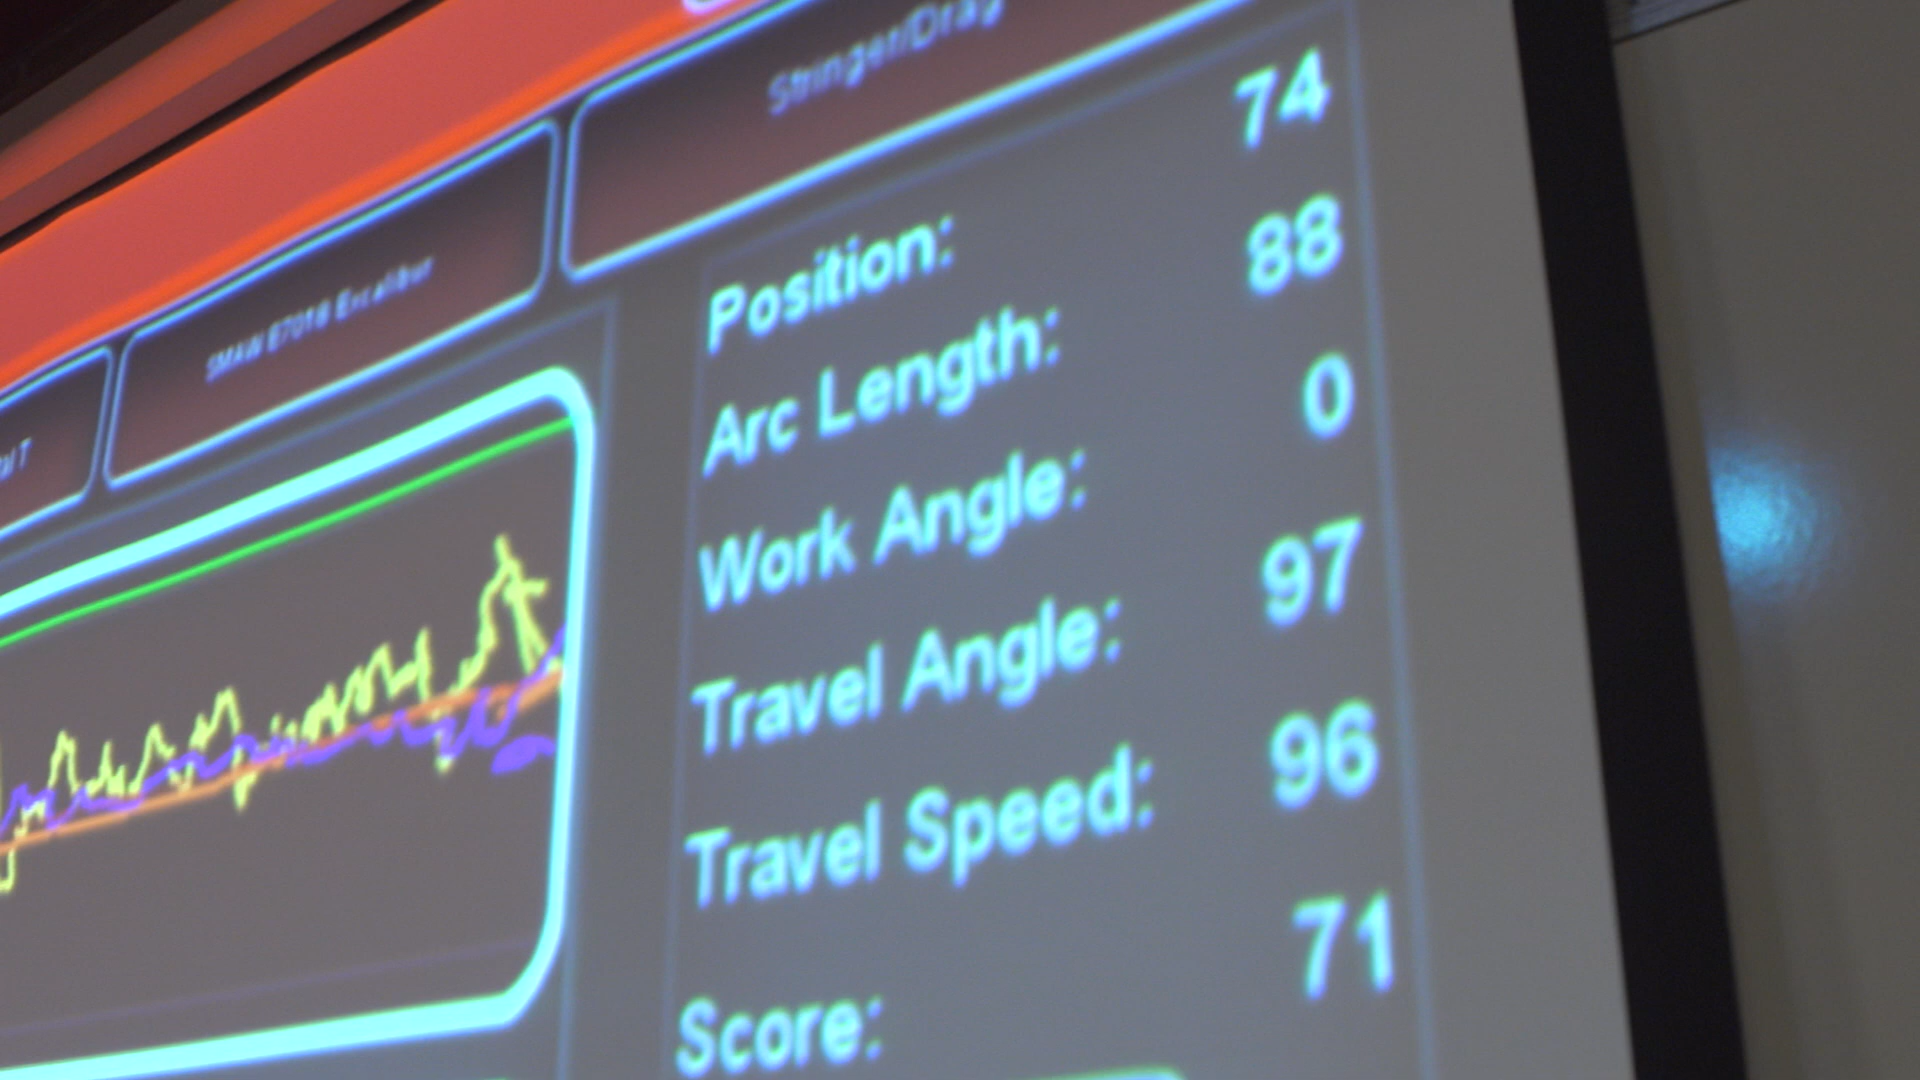 Stringer/Drag
SMAW E7018 Excalibur
Position: 74
Arc Length: 88
Work Angle: 0
Travel Angle: 97
Travel Speed: 96
Score: 71